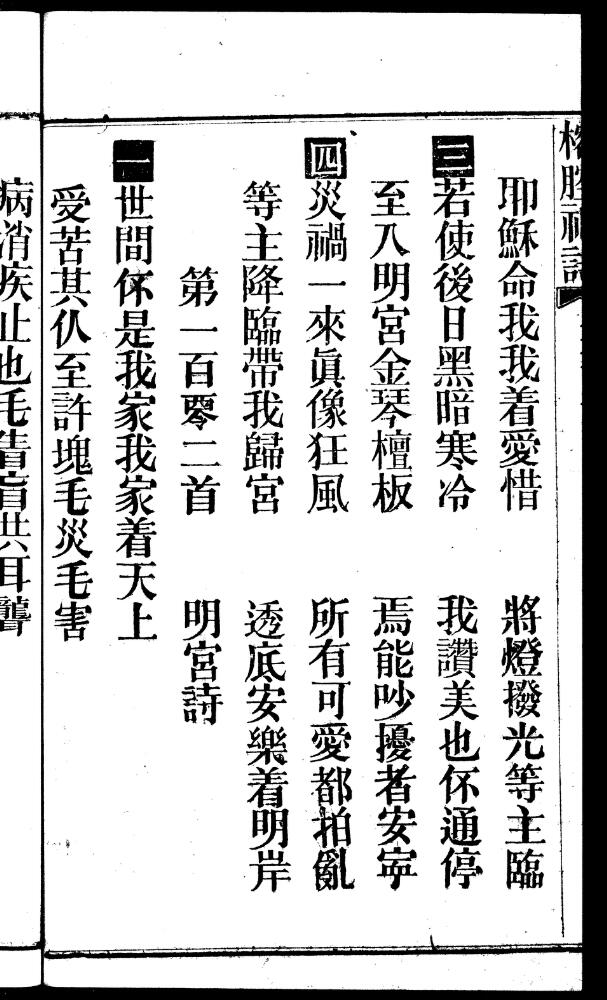 榕腔神詩
耶穌命我我着愛惜 將燈撥光等主臨
三 若使後日黑暗寒冷 我讚美也伓通停
至入明宮金琴檀板 焉能吵擾者安寧
四 災禍一來眞像狂風 所有可愛都拍亂
等主降臨帶我歸宮 透底安樂着明岸
第一百零二首 明宮詩
一 世間伓是我家我家着天上
受苦其仈至許塊毛災毛害
病消疾止也毛青盲共耳聾